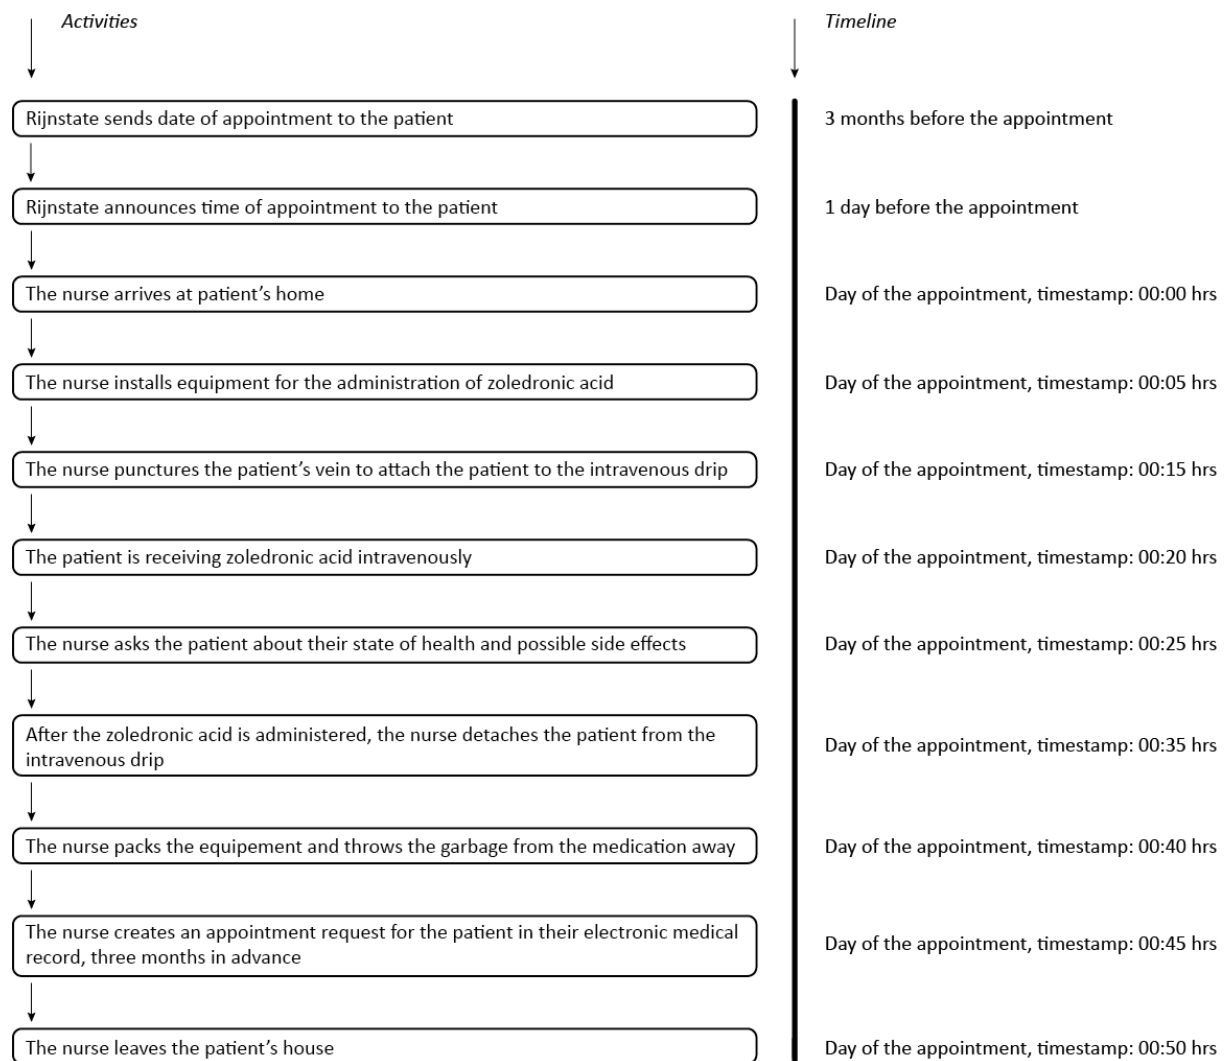 Activities
Timeline
Rijnstate sends date of appointment to the patient
3 months before the appointment
Rijnstate announces time of appointment to the patient
1 day before the appointment
The nurse arrives at patient’s home
Day of the appointment, timestamp: 00:00 hrs
The nurse installs equipment for the administration of zoledronic acid
Day of the appointment, timestamp: 00:05 hrs
The nurse punctures the patient’s vein to attach the patient to the intravenous drip
Day of the appointment, timestamp: 00:15 hrs
The patient is receiving zoledronic acid intravenously
Day of the appointment, timestamp: 00:20 hrs
The nurse asks the patient about their state of health and possible side effects
Day of the appointment, timestamp: 00:25 hrs
After the zoledronic acid is administered, the nurse detaches the patient from the
intravenous drip
Day of the appointment, timestamp: 00:35 hrs
The nurse packs the equipement and throws the garbage from the medication away
Day of the appointment, timestamp: 00:40 hrs
The nurse creates an appointment request for the patient in their electronic medical
record, three months in advance
Day of the appointment, timestamp: 00:45 hrs
The nurse leaves the patient’s house
Day of the appointment, timestamp: 00:50 hrs